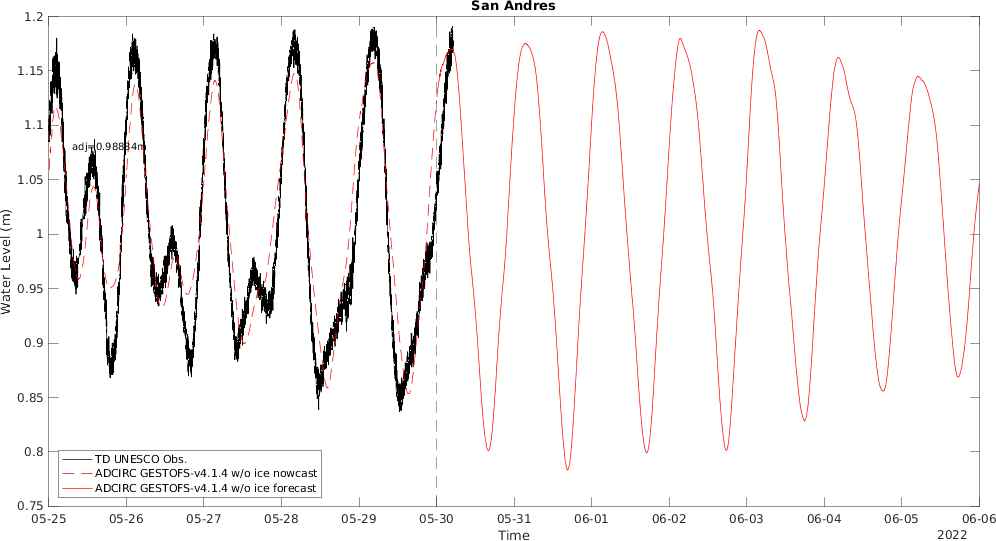 San Andres
1.2
1.15
1.1
1.05
1
0.95
0.9
0.85
0.8
0.75
Water Level (m)
adj=0.98834m
TD UNESCO Obs.
ADCIRC GESTOFS-v4.1.4 w/o ice nowcast
ADCIRC GESTOFS-v4.1.4 w/o ice forecast
05-25 05-26 05-27 05-28 05-29 05-30 05-31 06-01 06-02 06-03 06-04 06-05 06-06
Time
2022